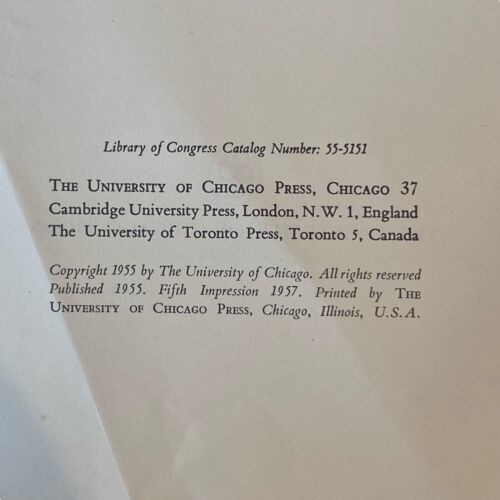 Library of Congress Catalog Number: 55-5151
THE UNIVERSITY OF CHICAGO PRESS, CHICAGO 37
Cambridge University Press, London, N.W. 1, England
The University of Toronto Press, Toronto 5, Canada
Copyright 1955 by The University of Chicago. All rights reserved
Published 1955. Fifth Impression 1957. Printed by THE
UNIVERSITY OF CHICAGO PRESS, Chicago, Illinois, U.S.A.